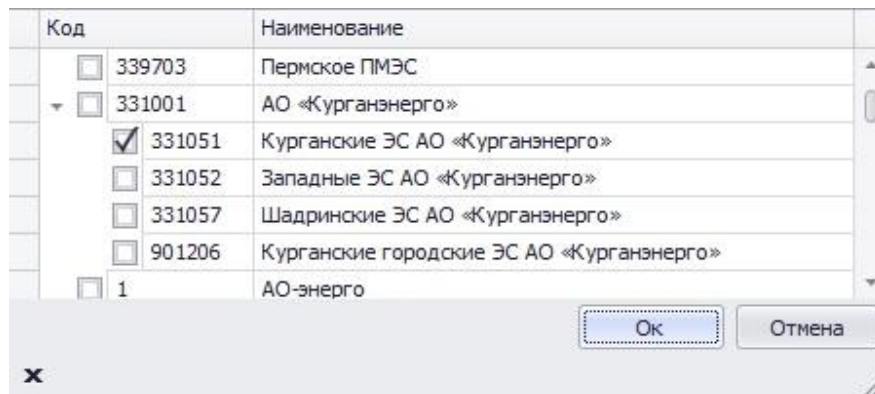 Код Наименование
339703 Пермское ПМЭС
331001 АО «Курганэнерго»
331051 Курганские ЭС АО «Курганэнерго»
331052 Западные ЭС АО «Курганэнерго»
331057 Шадринские ЭС АО «Курганэнерго»
901206 Курганские городские ЭС АО «Курганэнерго»
1 АО-энерго
Ок Отмена